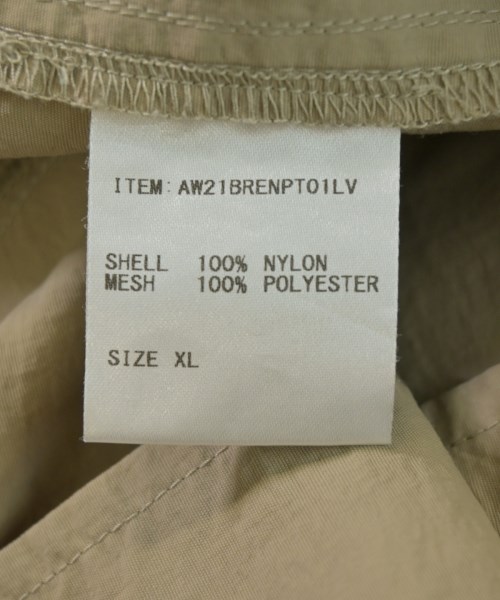 ITEM: AW21BRENPT01LV
SHELL 100% NYLON
MESH 100% POLYESTER
SIZE XL